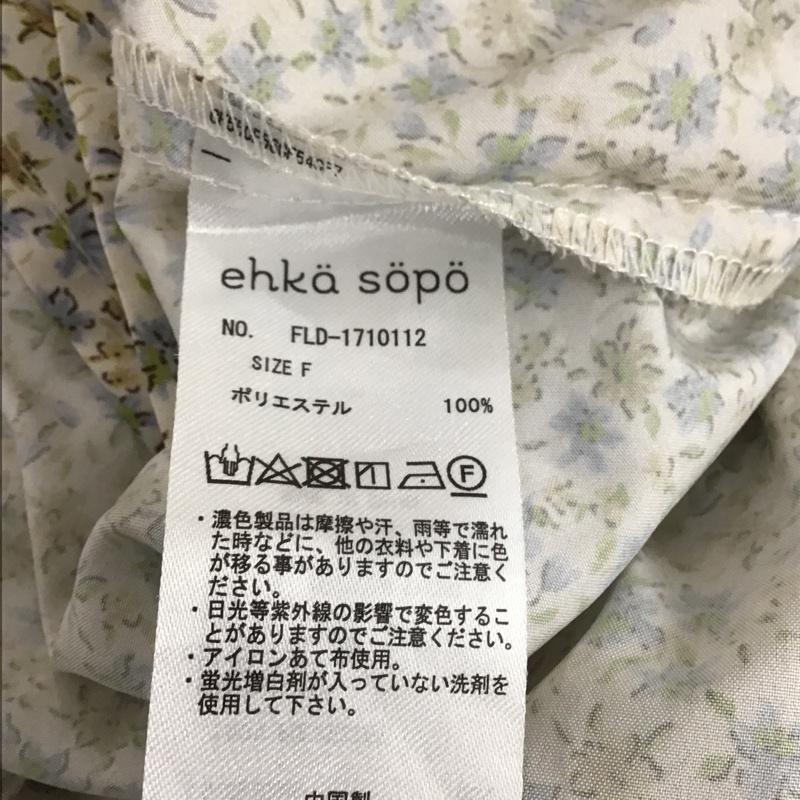 ehkä söpö
NO. FLD-1710112
SIZE F
ポリエステル 100%
F
・濃色製品は摩擦や汗、雨等で濡れ
た時などに、他の衣料や下着に色
が移る事がありますのでご注意く
ださい。
・日光等紫外線の影響で変色するこ
とがありますのでご注意ください。
・アイロンあて布使用。
・蛍光増白剤が入っていない洗剤を
使用して下さい。
中国製